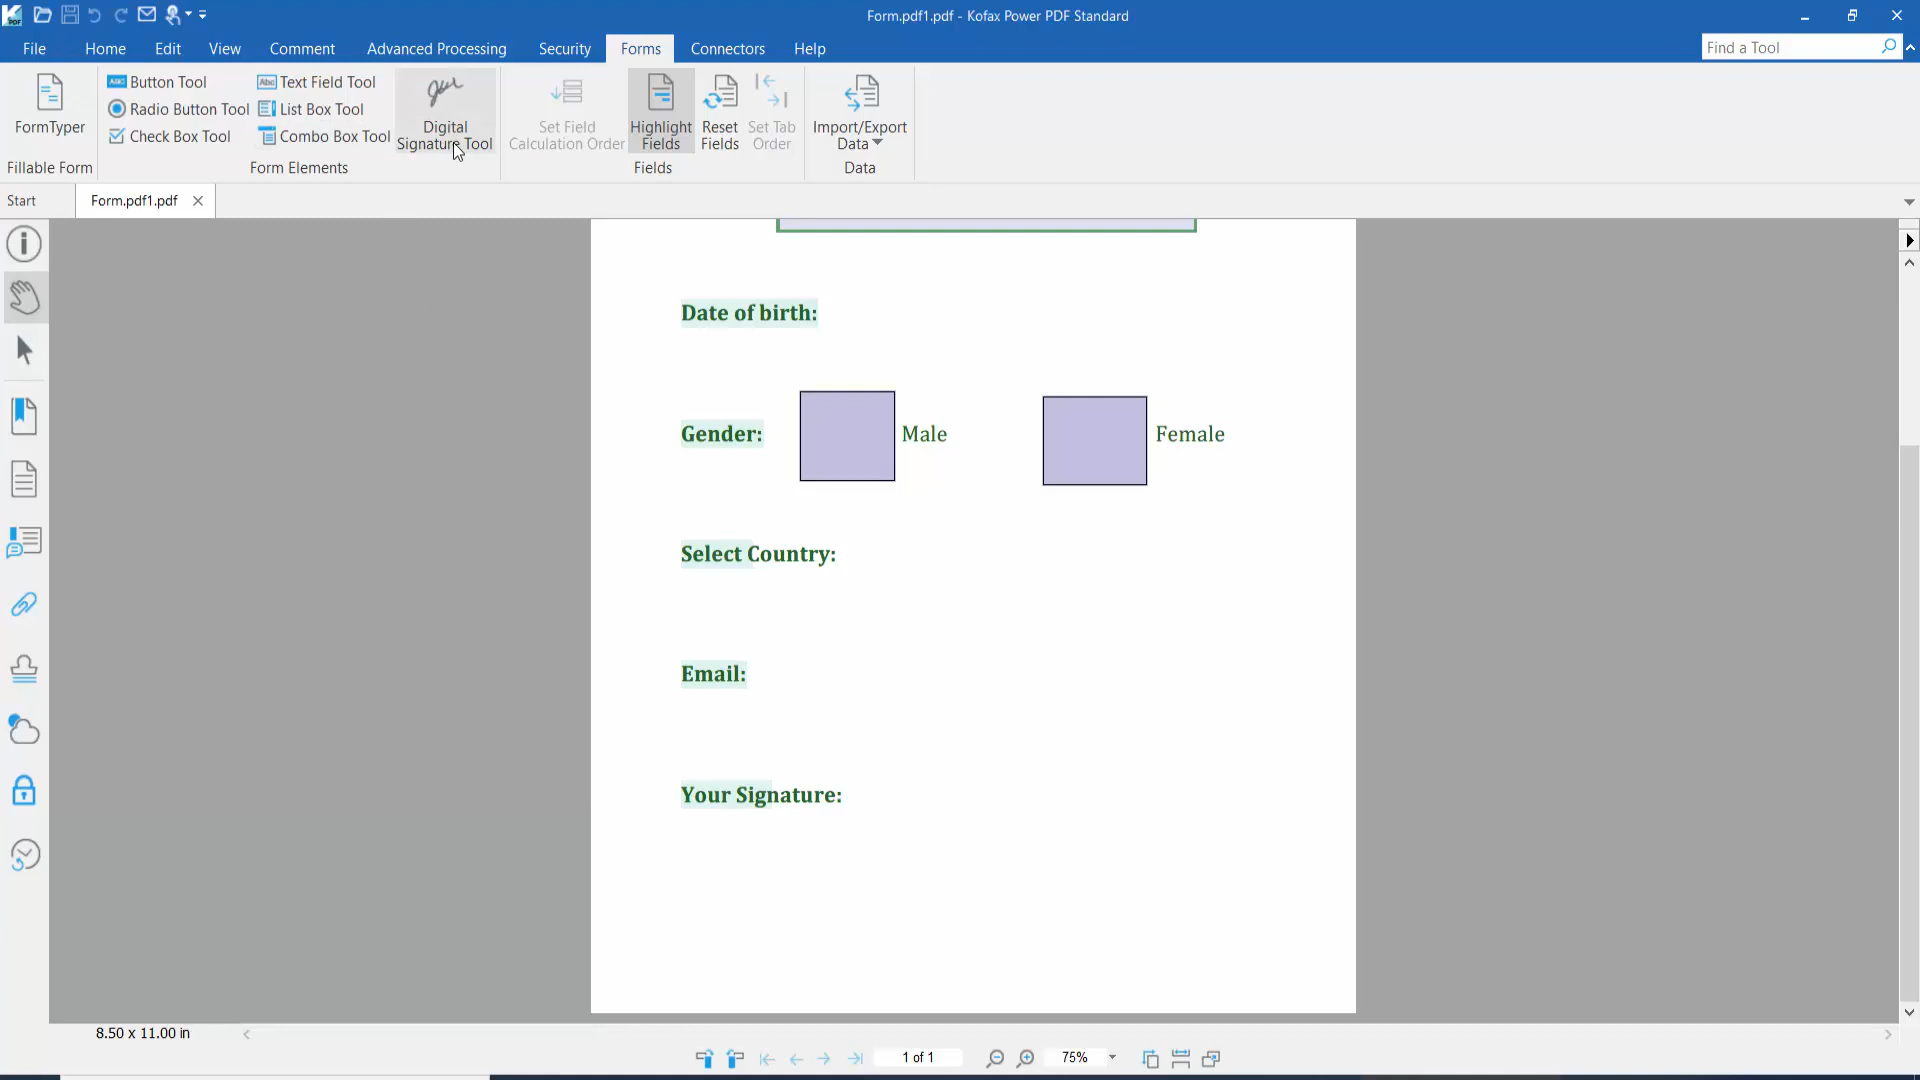 Form.pdf1.pdf - Kofax Power PDF Standard
File Home Edit View Comment Advanced Processing Security Forms Connectors Help
Find a Tool
FormTyper
Fillable Form
Button Tool
Radio Button Tool
Check Box Tool
Text Field Tool
List Box Tool
Combo Box Tool
Digital
Signature Tool
Form Elements
Set Field
Calculation Order
Highlight
Fields
Reset
Fields
Set Tab
Order
Fields
Import/Export
Data
Data
Start
Form.pdf1.pdf
Date of birth:
Gender: Male Female
Select Country:
Email:
Your Signature:
8.50 x 11.00 in
1 of 1
75%